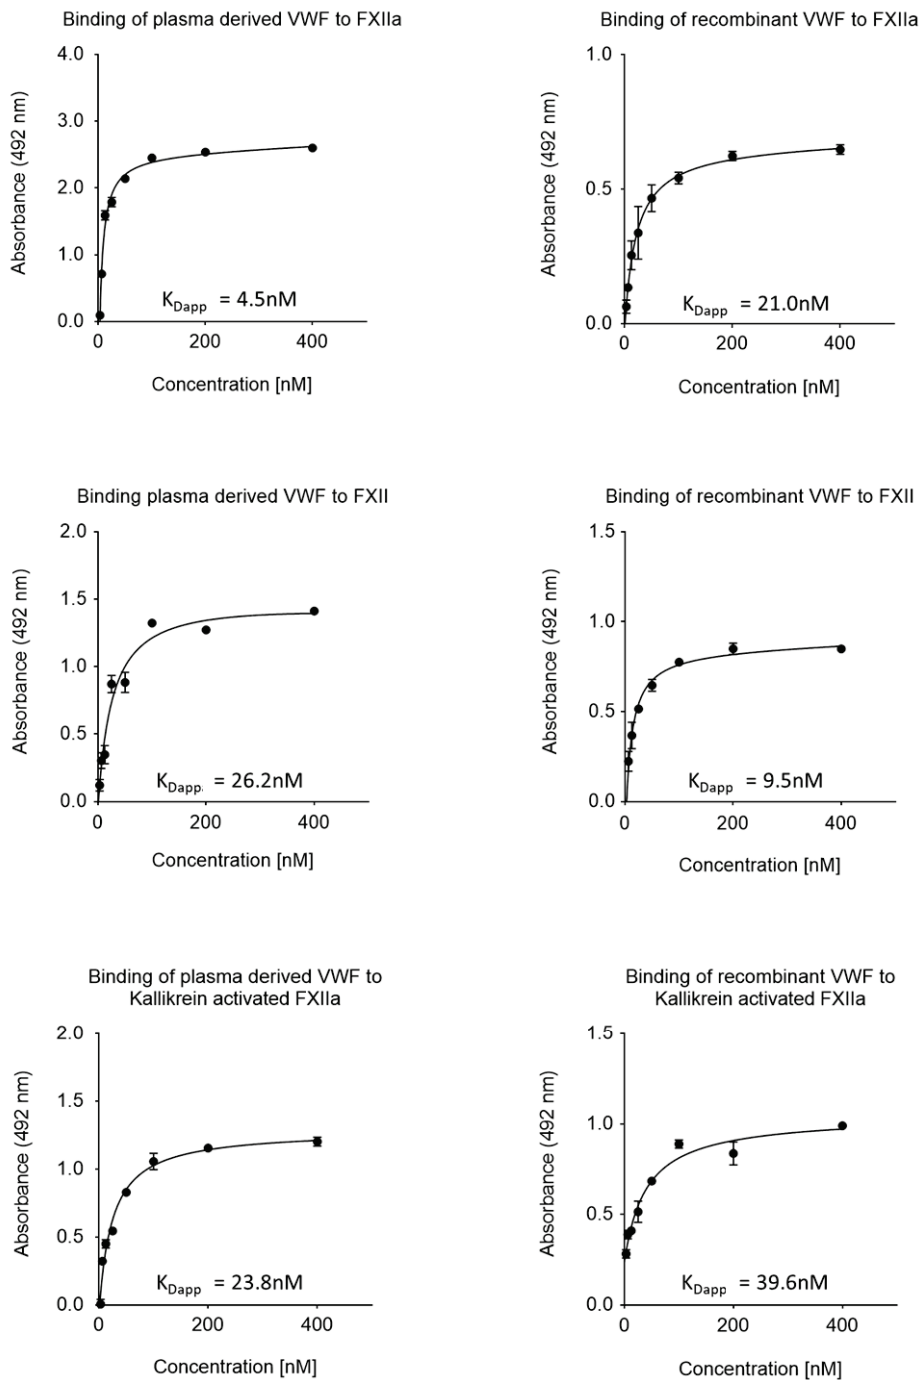 Binding of plasma derived VWF to FXIIa
Absorbance (492 nm)
4.0
3.0
2.0
1.0
0.0
0
200
400
K_Dapp = 4.5nM
Concentration [nM]
Binding of recombinant VWF to FXIIa
Absorbance (492 nm)
1.0
0.5
0.0
0
200
400
K_Dapp = 21.0nM
Concentration [nM]
Binding plasma derived VWF to FXII
Absorbance (492 nm)
2.0
1.5
1.0
0.5
0.0
0
200
400
K_Dapp. = 26.2nM
Concentration [nM]
Binding of recombinant VWF to FXII
Absorbance (492 nm)
1.5
1.0
0.5
0.0
0
200
400
K_Dapp = 9.5nM
Concentration [nM]
Binding of plasma derived VWF to
Kallikrein activated FXIIa
Absorbance (492 nm)
2.0
1.5
1.0
0.5
0.0
0
200
400
K_Dapp = 23.8nM
Concentration [nM]
Binding of recombinant VWF to
Kallikrein activated FXIIa
Absorbance (492 nm)
1.5
1.0
0.5
0.0
0
200
400
K_Dapp = 39.6nM
Concentration [nM]